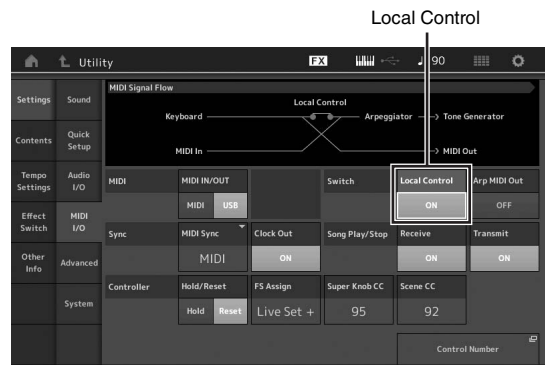 Local Control
Utility FX 90
MIDI Signal Flow
Local Control
Keyboard Arpeggiator Tone Generator
MIDI In MIDI Out
Settings Sound
Contents Quick Setup
Tempo Settings Audio I/O
Effect Switch MIDI I/O
Other Info Advanced
System
MIDI MIDI IN/OUT Switch Local Control Arp MIDI Out
MIDI USB ON OFF
Sync MIDI Sync Clock Out Song Play/Stop Receive Transmit
MIDI ON ON ON
Controller Hold/Reset FS Assign Super Knob CC Scene CC
Hold Reset Live Set + 95 92
Control Number